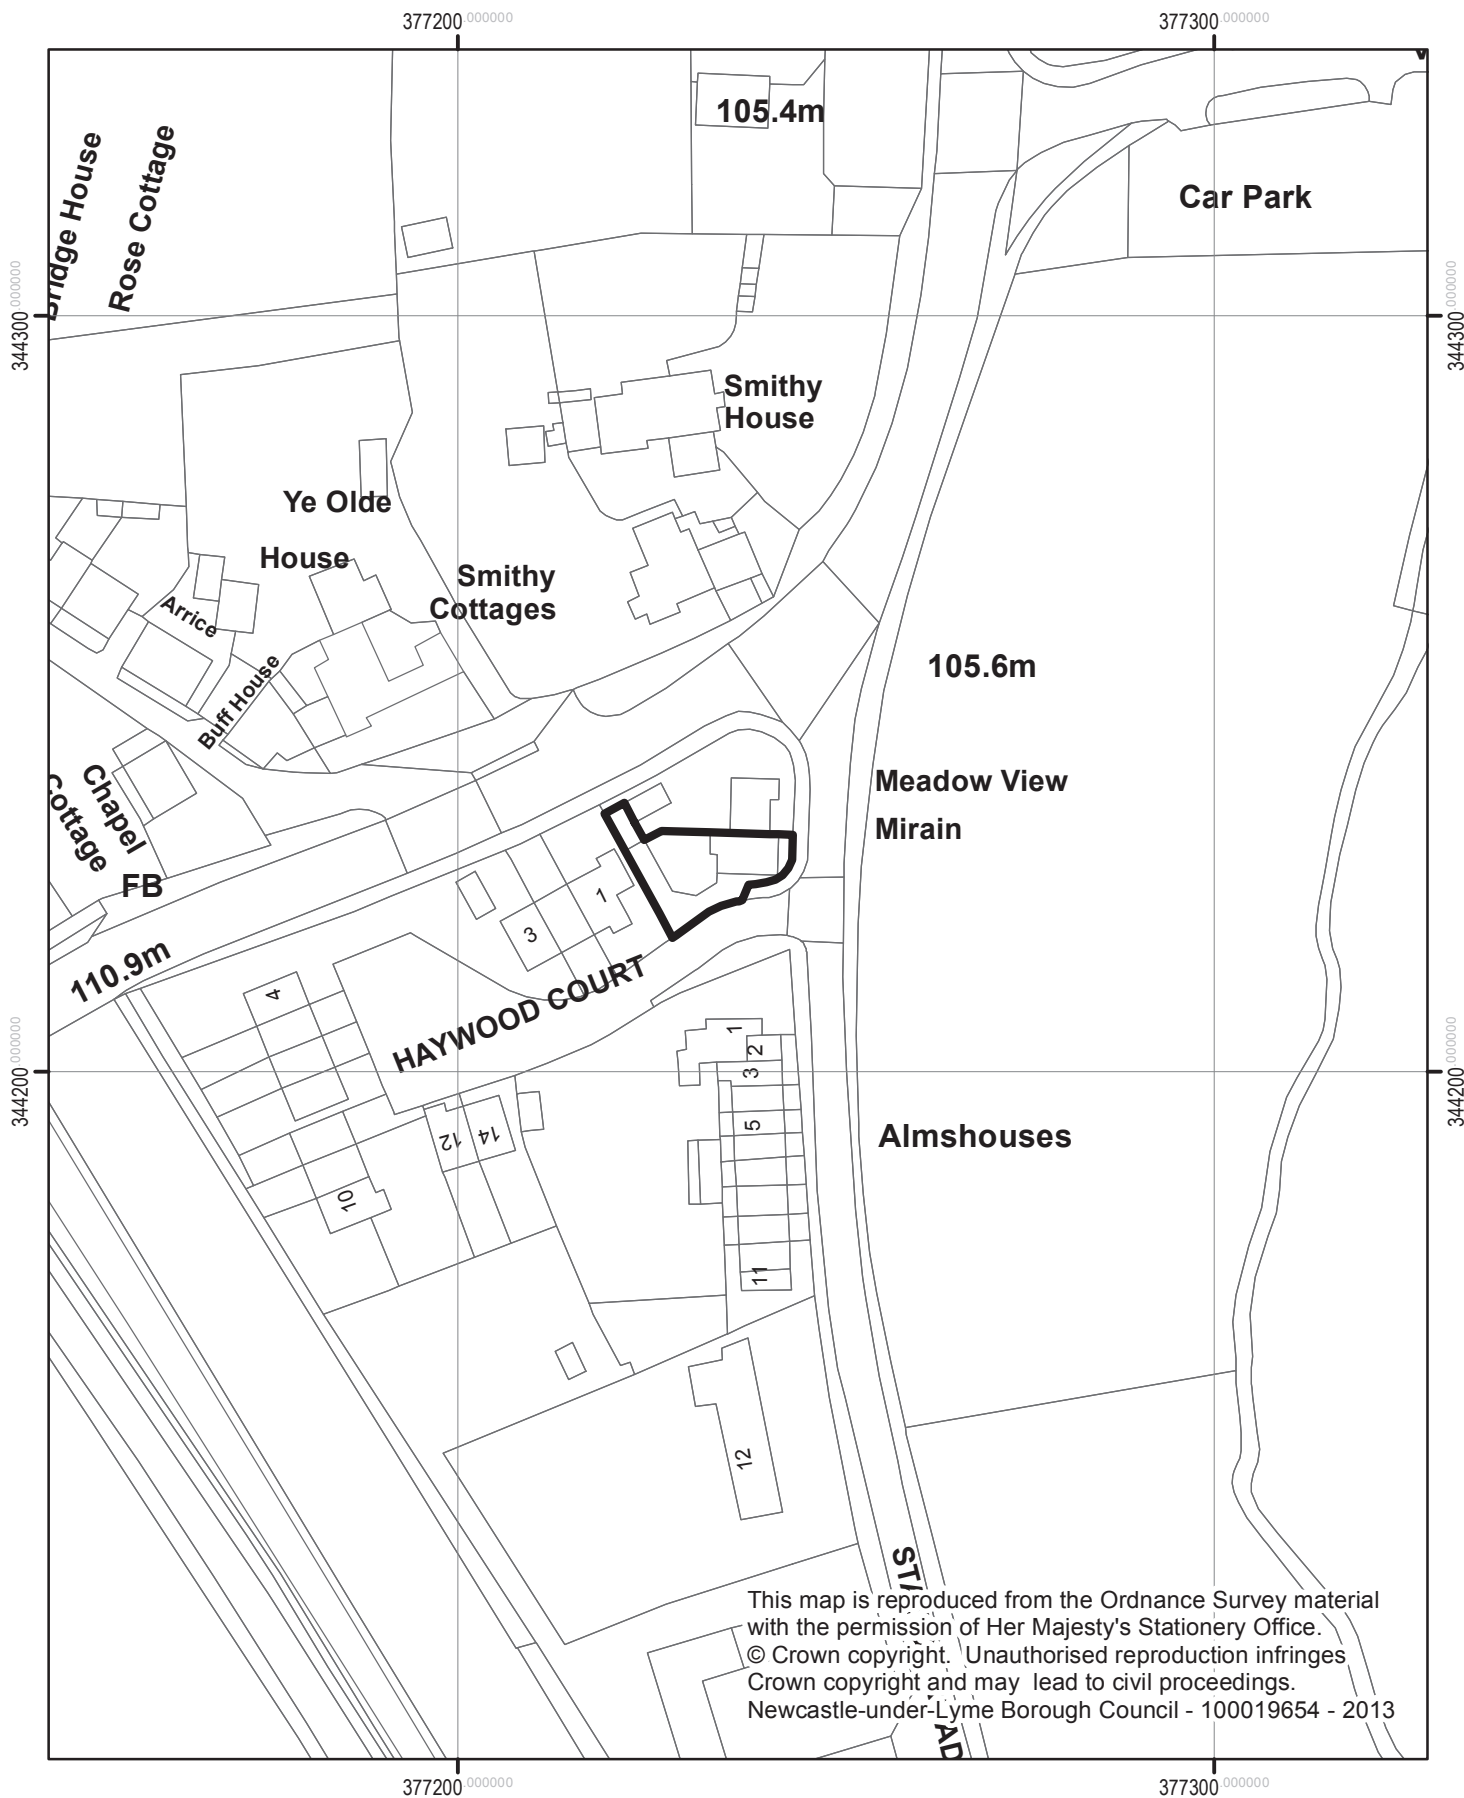 377200.000000
377300.000000
105.4m
Bridge House
Rose Cottage
Car Park
344300.000000
344300.000000
Smithy
House
Ye Olde
House
Smithy
Cottages
Arrice
Buff House
105.6m
Meadow View
Mirain
Chapel
Cottage
FB
1
3
110.9m
4
HAYWOOD COURT
1
2
3
344200.000000
344200.000000
12
14
5
Almshouses
10
11
12
This map is reproduced from the Ordnance Survey material
with the permission of Her Majesty's Stationery Office.
© Crown copyright. Unauthorised reproduction infringes
Crown copyright and may lead to civil proceedings.
Newcastle-under-Lyme Borough Council - 100019654 - 2013
377200.000000
377300.000000